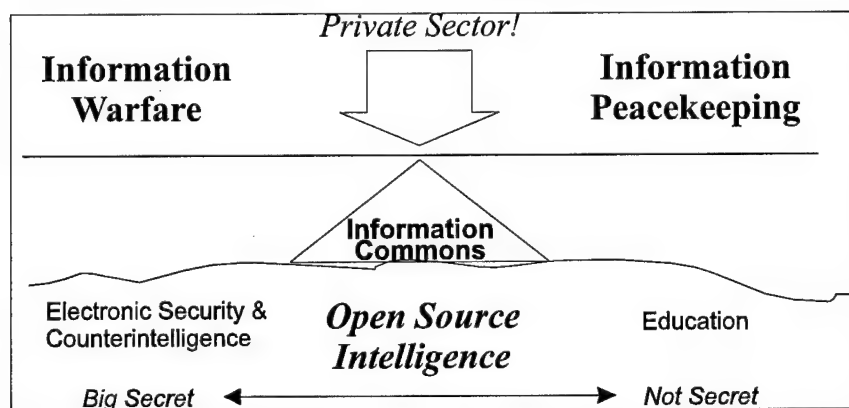 Private Sector!
Information
Warfare
Information
Peacekeeping
Information
Commons
Electronic Security &
Counterintelligence
Open Source
Intelligence
Education
Big Secret
Not Secret